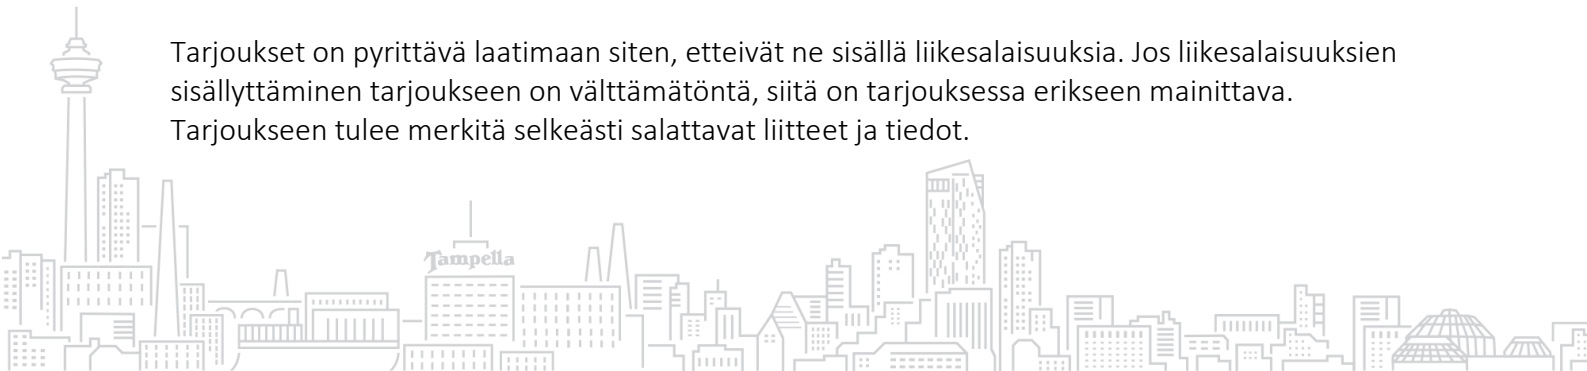 Tarjoukset on pyrittävä laatimaan siten, etteivät ne sisällä liikesalaisuuksia. Jos liikesalaisuuksien
sisällyttäminen tarjoukseen on välttämätöntä, siitä on tarjouksessa erikseen mainittava.
Tarjoukseen tulee merkitä selkeästi salattavat liitteet ja tiedot.
Tampella